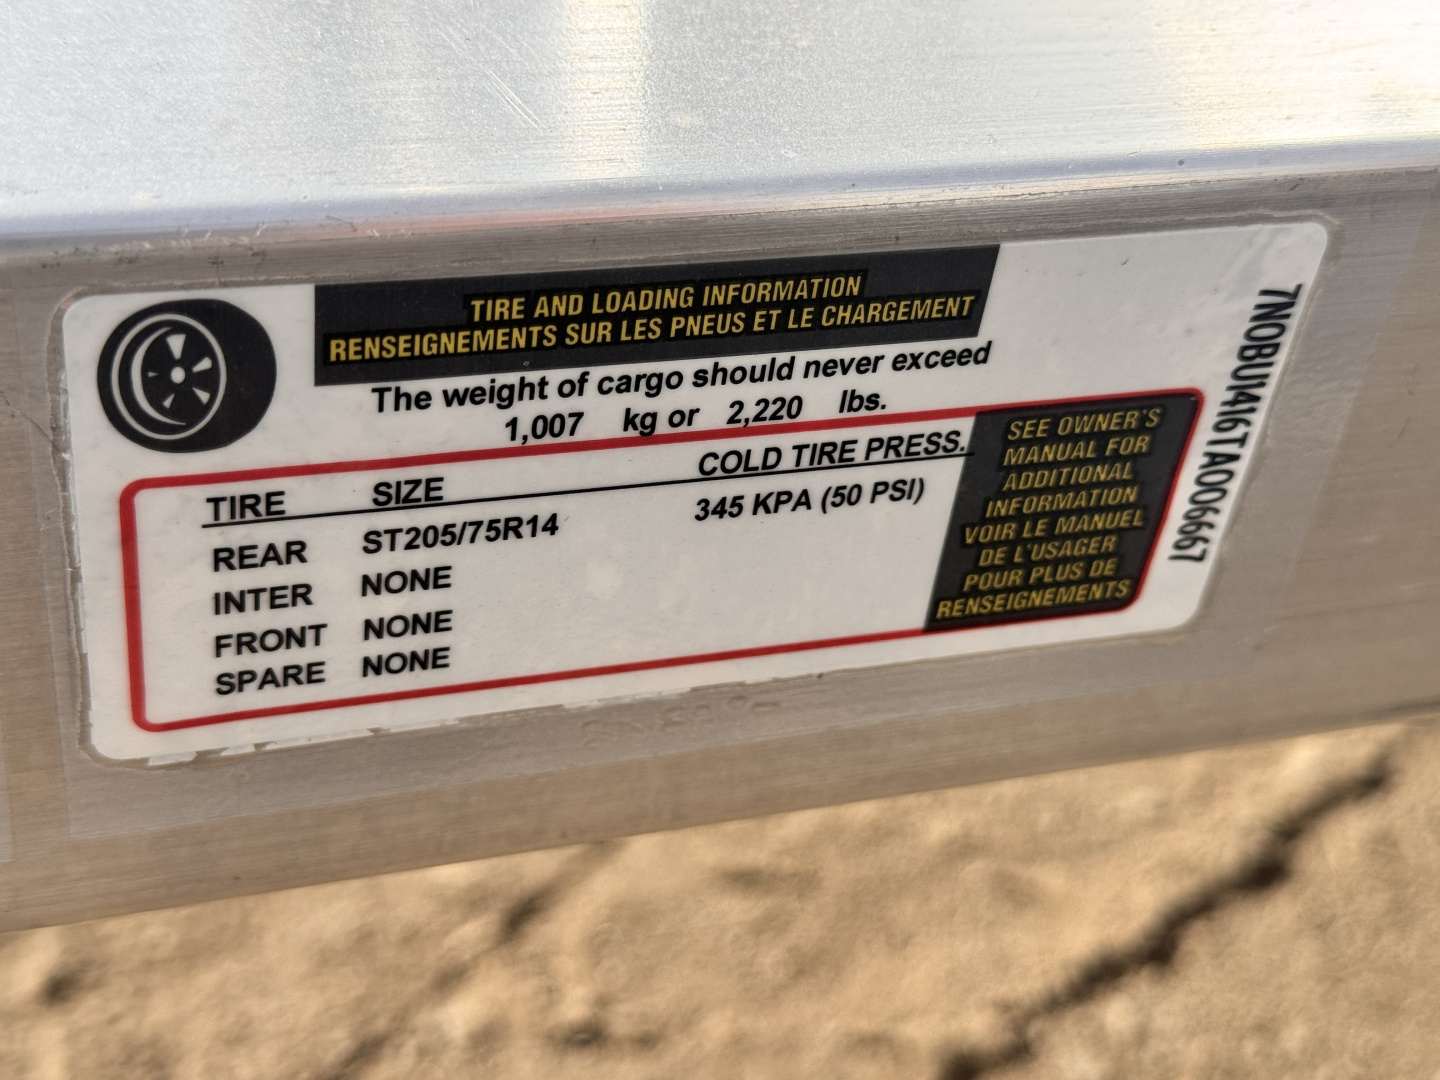 TIRE AND LOADING INFORMATION
RENSEIGNEMENTS SUR LES PNEUS ET LE CHARGEMENT
The weight of cargo should never exceed
1,007 kg or 2,220 lbs.
TIRE SIZE COLD TIRE PRESS.
REAR ST205/75R14 345 KPA (50 PSI)
INTER NONE
FRONT NONE
SPARE NONE
SEE OWNER'S
MANUAL FOR
ADDITIONAL
INFORMATION
VOIR LE MANUEL
DE L'USAGER
POUR PLUS DE
RENSEIGNEMENTS
7N0BU1416TA006667